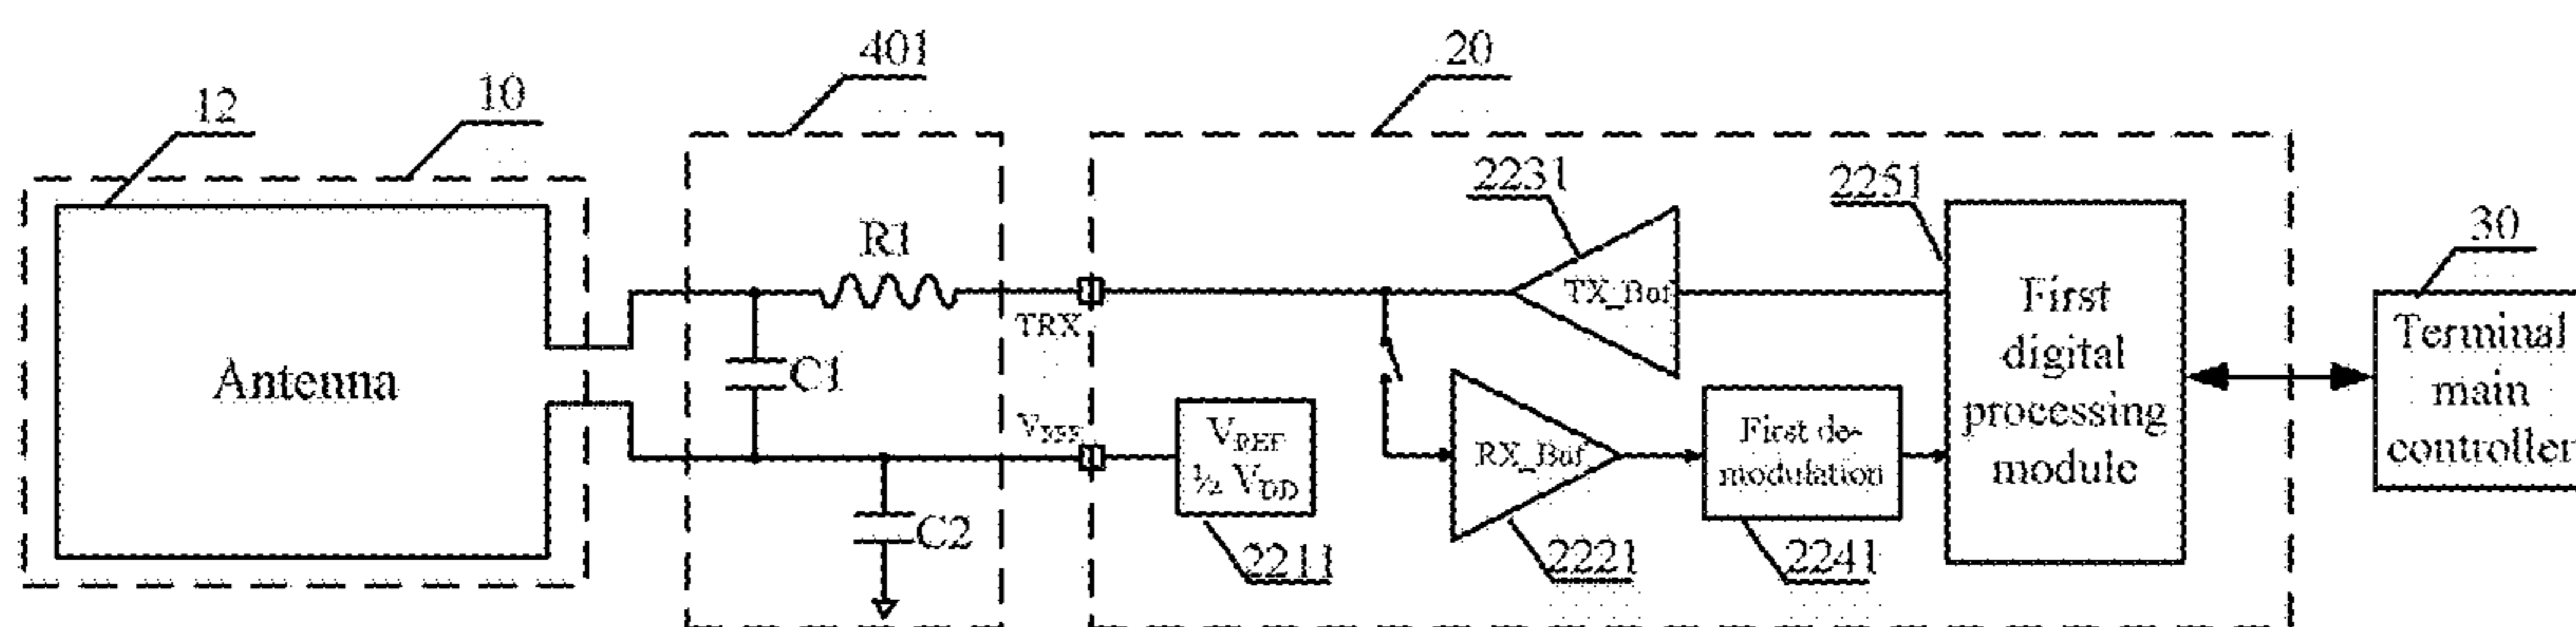 401
20
12
10
2231
2251
30
R1
TRX
TX_Buf
First
digital
processing
module
Terminal
main
controller
Antenna
C1
V_REF
½ V_DD
RX_Buf
First de-
modulation
C2
2211
2221
2241